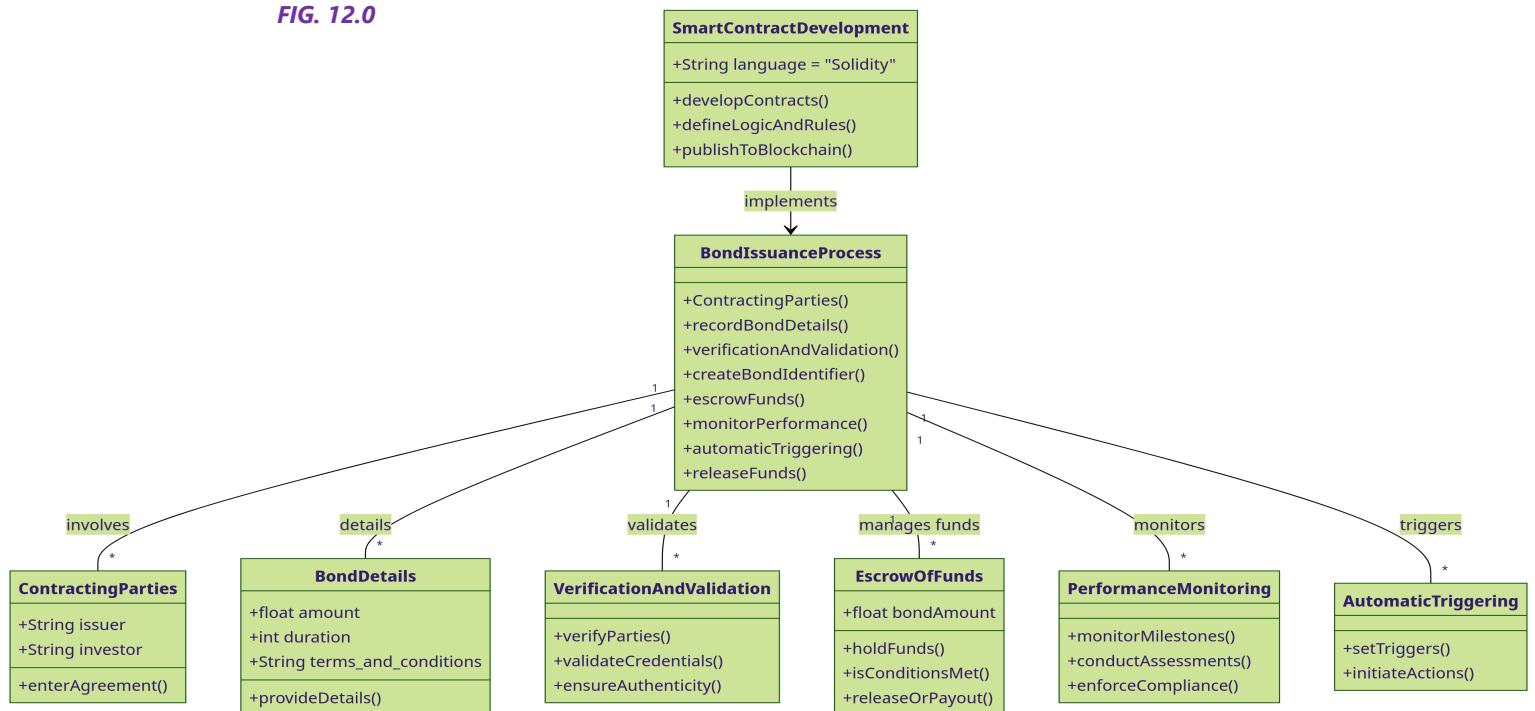 FIG. 12.0
SmartContractDevelopment
+String language = "Solidity"
+developContracts()
+defineLogicAndRules()
+publishToBlockchain()
implements
BondIssuanceProcess
+ContractingParties()
+recordBondDetails()
+verificationAndValidation()
+createBondIdentifier()
+escrowFunds()
+monitorPerformance()
+automaticTriggering()
+releaseFunds()
1
1
1
1
1
1
involves
details
validates
manages funds
monitors
triggers
*
*
*
*
*
*
ContractingParties
+String issuer
+String investor
+enterAgreement()
BondDetails
+float amount
+int duration
+String terms_and_conditions
+provideDetails()
VerificationAndValidation
+verifyParties()
+validateCredentials()
+ensureAuthenticity()
EscrowOfFunds
+float bondAmount
+holdFunds()
+isConditionsMet()
+releaseOrPayout()
PerformanceMonitoring
+monitorMilestones()
+conductAssessments()
+enforceCompliance()
AutomaticTriggering
+setTriggers()
+initiateActions()